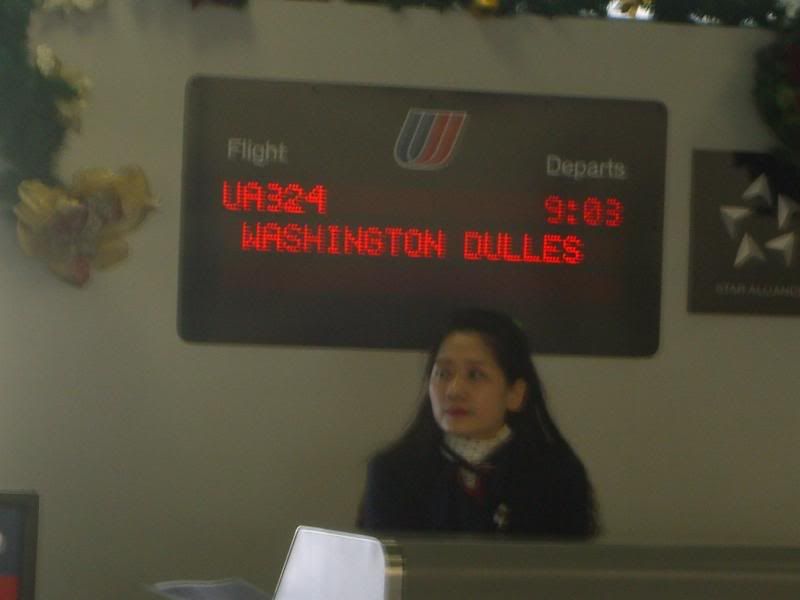 Flight
Departs
UA324
9:03
WASHINGTON DULLES
STAR ALLIANCE